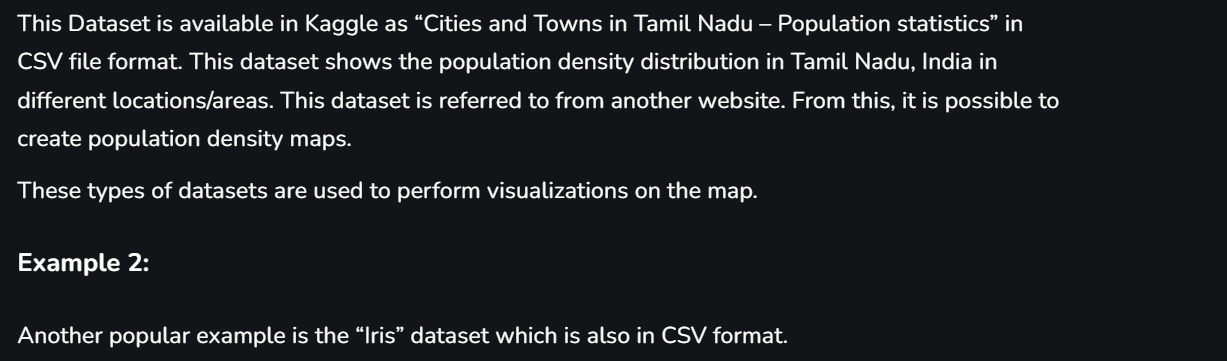 This Dataset is available in Kaggle as “Cities and Towns in Tamil Nadu – Population statistics” in
CSV file format. This dataset shows the population density distribution in Tamil Nadu, India in
different locations/areas. This dataset is referred to from another website. From this, it is possible to
create population density maps.
These types of datasets are used to perform visualizations on the map.
Example 2:
Another popular example is the “Iris” dataset which is also in CSV format.